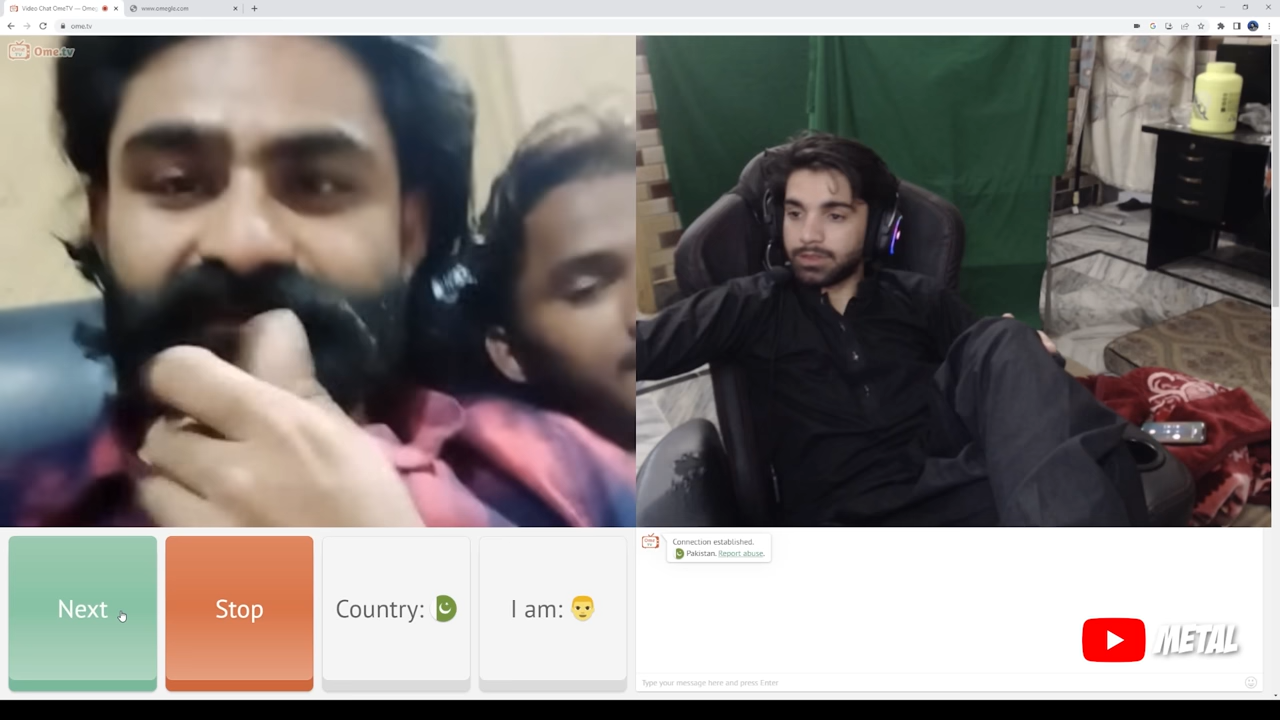 Video Chat OmeTV — Omeg
www.omegle.com
ome.tv
Ome.tv
Connection established.
Pakistan. Report abuse.
Next
Stop
Country:
I am:
METAL
Type your message here and press Enter